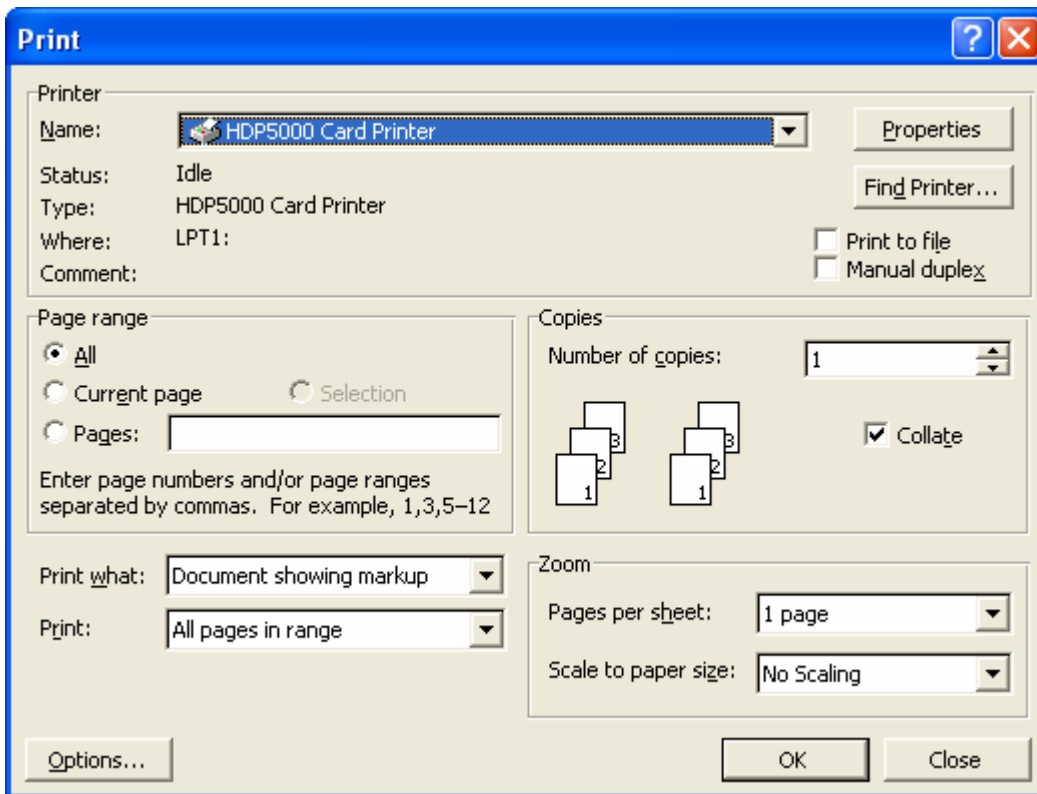 Print
Printer
Name:
HDP5000 Card Printer
Properties
Status:
Idle
Find Printer...
Type:
HDP5000 Card Printer
Where:
LPT1:
Print to file
Comment:
Manual duplex
Page range
All
Current page
Selection
Pages:
Enter page numbers and/or page ranges
separated by commas. For example, 1,3,5–12
Copies
Number of copies:
1
3
2
1
3
2
1
Collate
Print what:
Document showing markup
Print:
All pages in range
Zoom
Pages per sheet:
1 page
Scale to paper size:
No Scaling
Options...
OK
Close